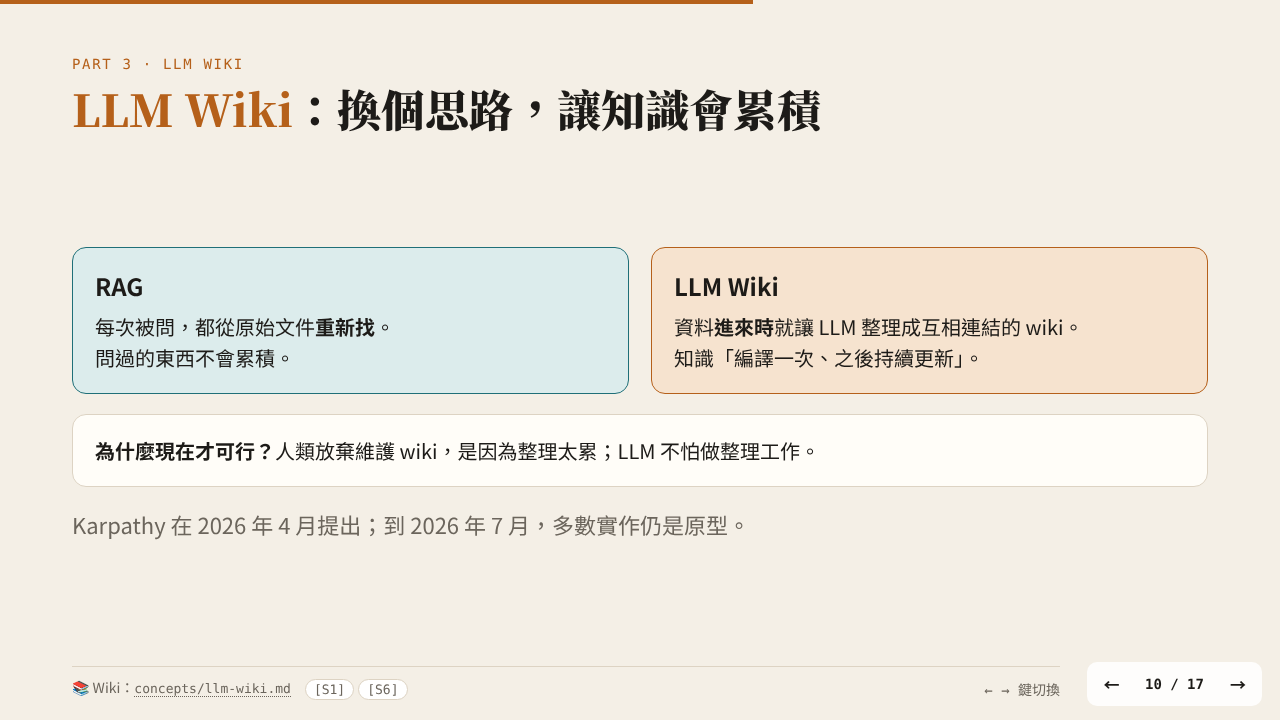 PART 3 · LLM WIKI
LLM Wiki：換個思路，讓知識會累積
RAG
每次被問，都從原始文件重新找。
問過的東西不會累積。
LLM Wiki
資料進來時就讓 LLM 整理成互相連結的 wiki。
知識「編譯一次、之後持續更新」。
為什麼現在才可行？人類放棄維護 wiki，是因為整理太累；LLM 不怕做整理工作。
Karpathy 在 2026 年 4 月提出；到 2026 年 7 月，多數實作仍是原型。
📚 Wiki：concepts/llm-wiki.md [S1] [S6]
← → 鍵切換
← 10 / 17 →